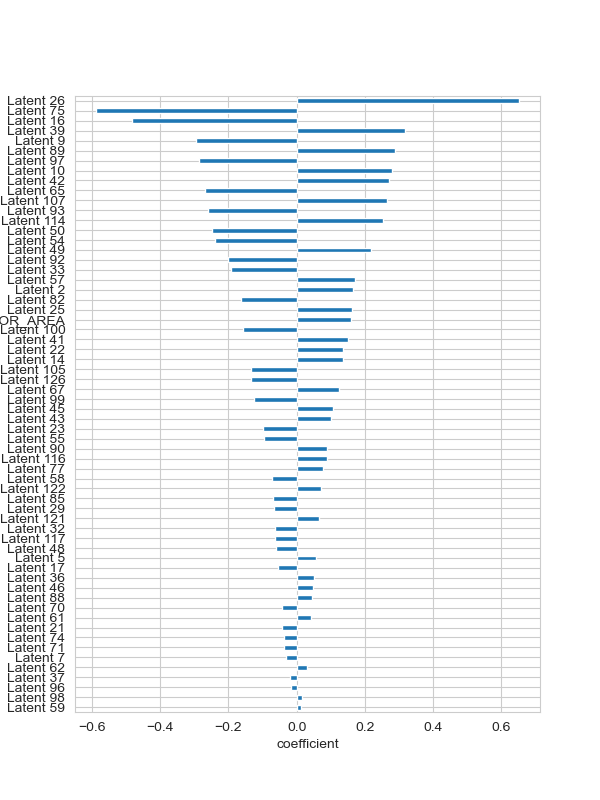 Latent 26
Latent 75
Latent 16
Latent 39
Latent 9
Latent 89
Latent 97
Latent 10
Latent 42
Latent 65
Latent 107
Latent 93
Latent 114
Latent 50
Latent 54
Latent 49
Latent 92
Latent 33
Latent 57
Latent 2
Latent 82
Latent 25
OR_AREA
Latent 100
Latent 41
Latent 22
Latent 14
Latent 105
Latent 126
Latent 67
Latent 99
Latent 45
Latent 43
Latent 23
Latent 55
Latent 90
Latent 116
Latent 77
Latent 58
Latent 122
Latent 85
Latent 29
Latent 121
Latent 32
Latent 117
Latent 48
Latent 5
Latent 17
Latent 36
Latent 46
Latent 88
Latent 70
Latent 61
Latent 21
Latent 74
Latent 71
Latent 7
Latent 62
Latent 37
Latent 96
Latent 98
Latent 59
−0.6 −0.4 −0.2 0.0 0.2 0.4 0.6
coefficient